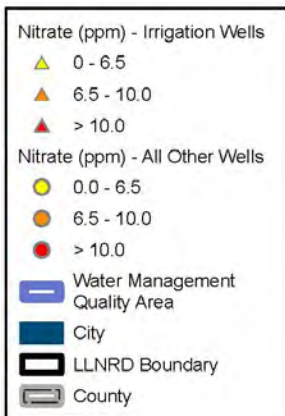 Nitrate (ppm) - Irrigation Wells
0 - 6.5
6.5 - 10.0
> 10.0
Nitrate (ppm) - All Other Wells
0.0 - 6.5
6.5 - 10.0
> 10.0
Water Management
Quality Area
City
LLNRD Boundary
County